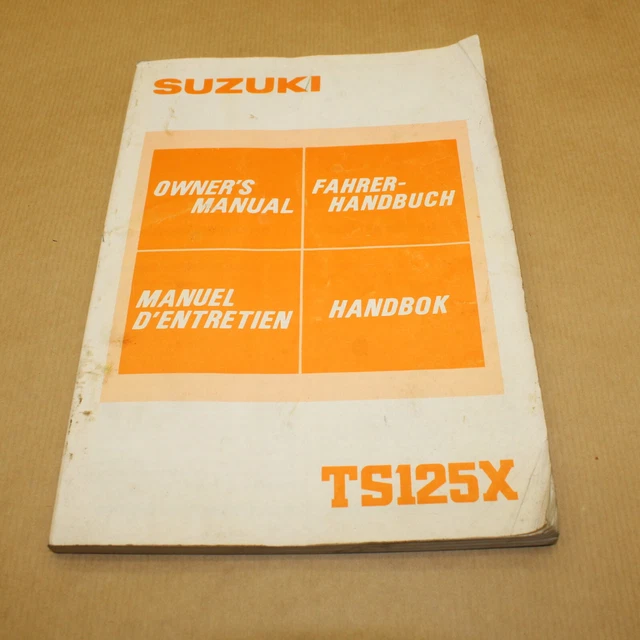 SUZUKI
OWNER'S
MANUAL
FAHRER-
HANDBUCH
MANUEL
D'ENTRETIEN
HANDBOK
TS125X